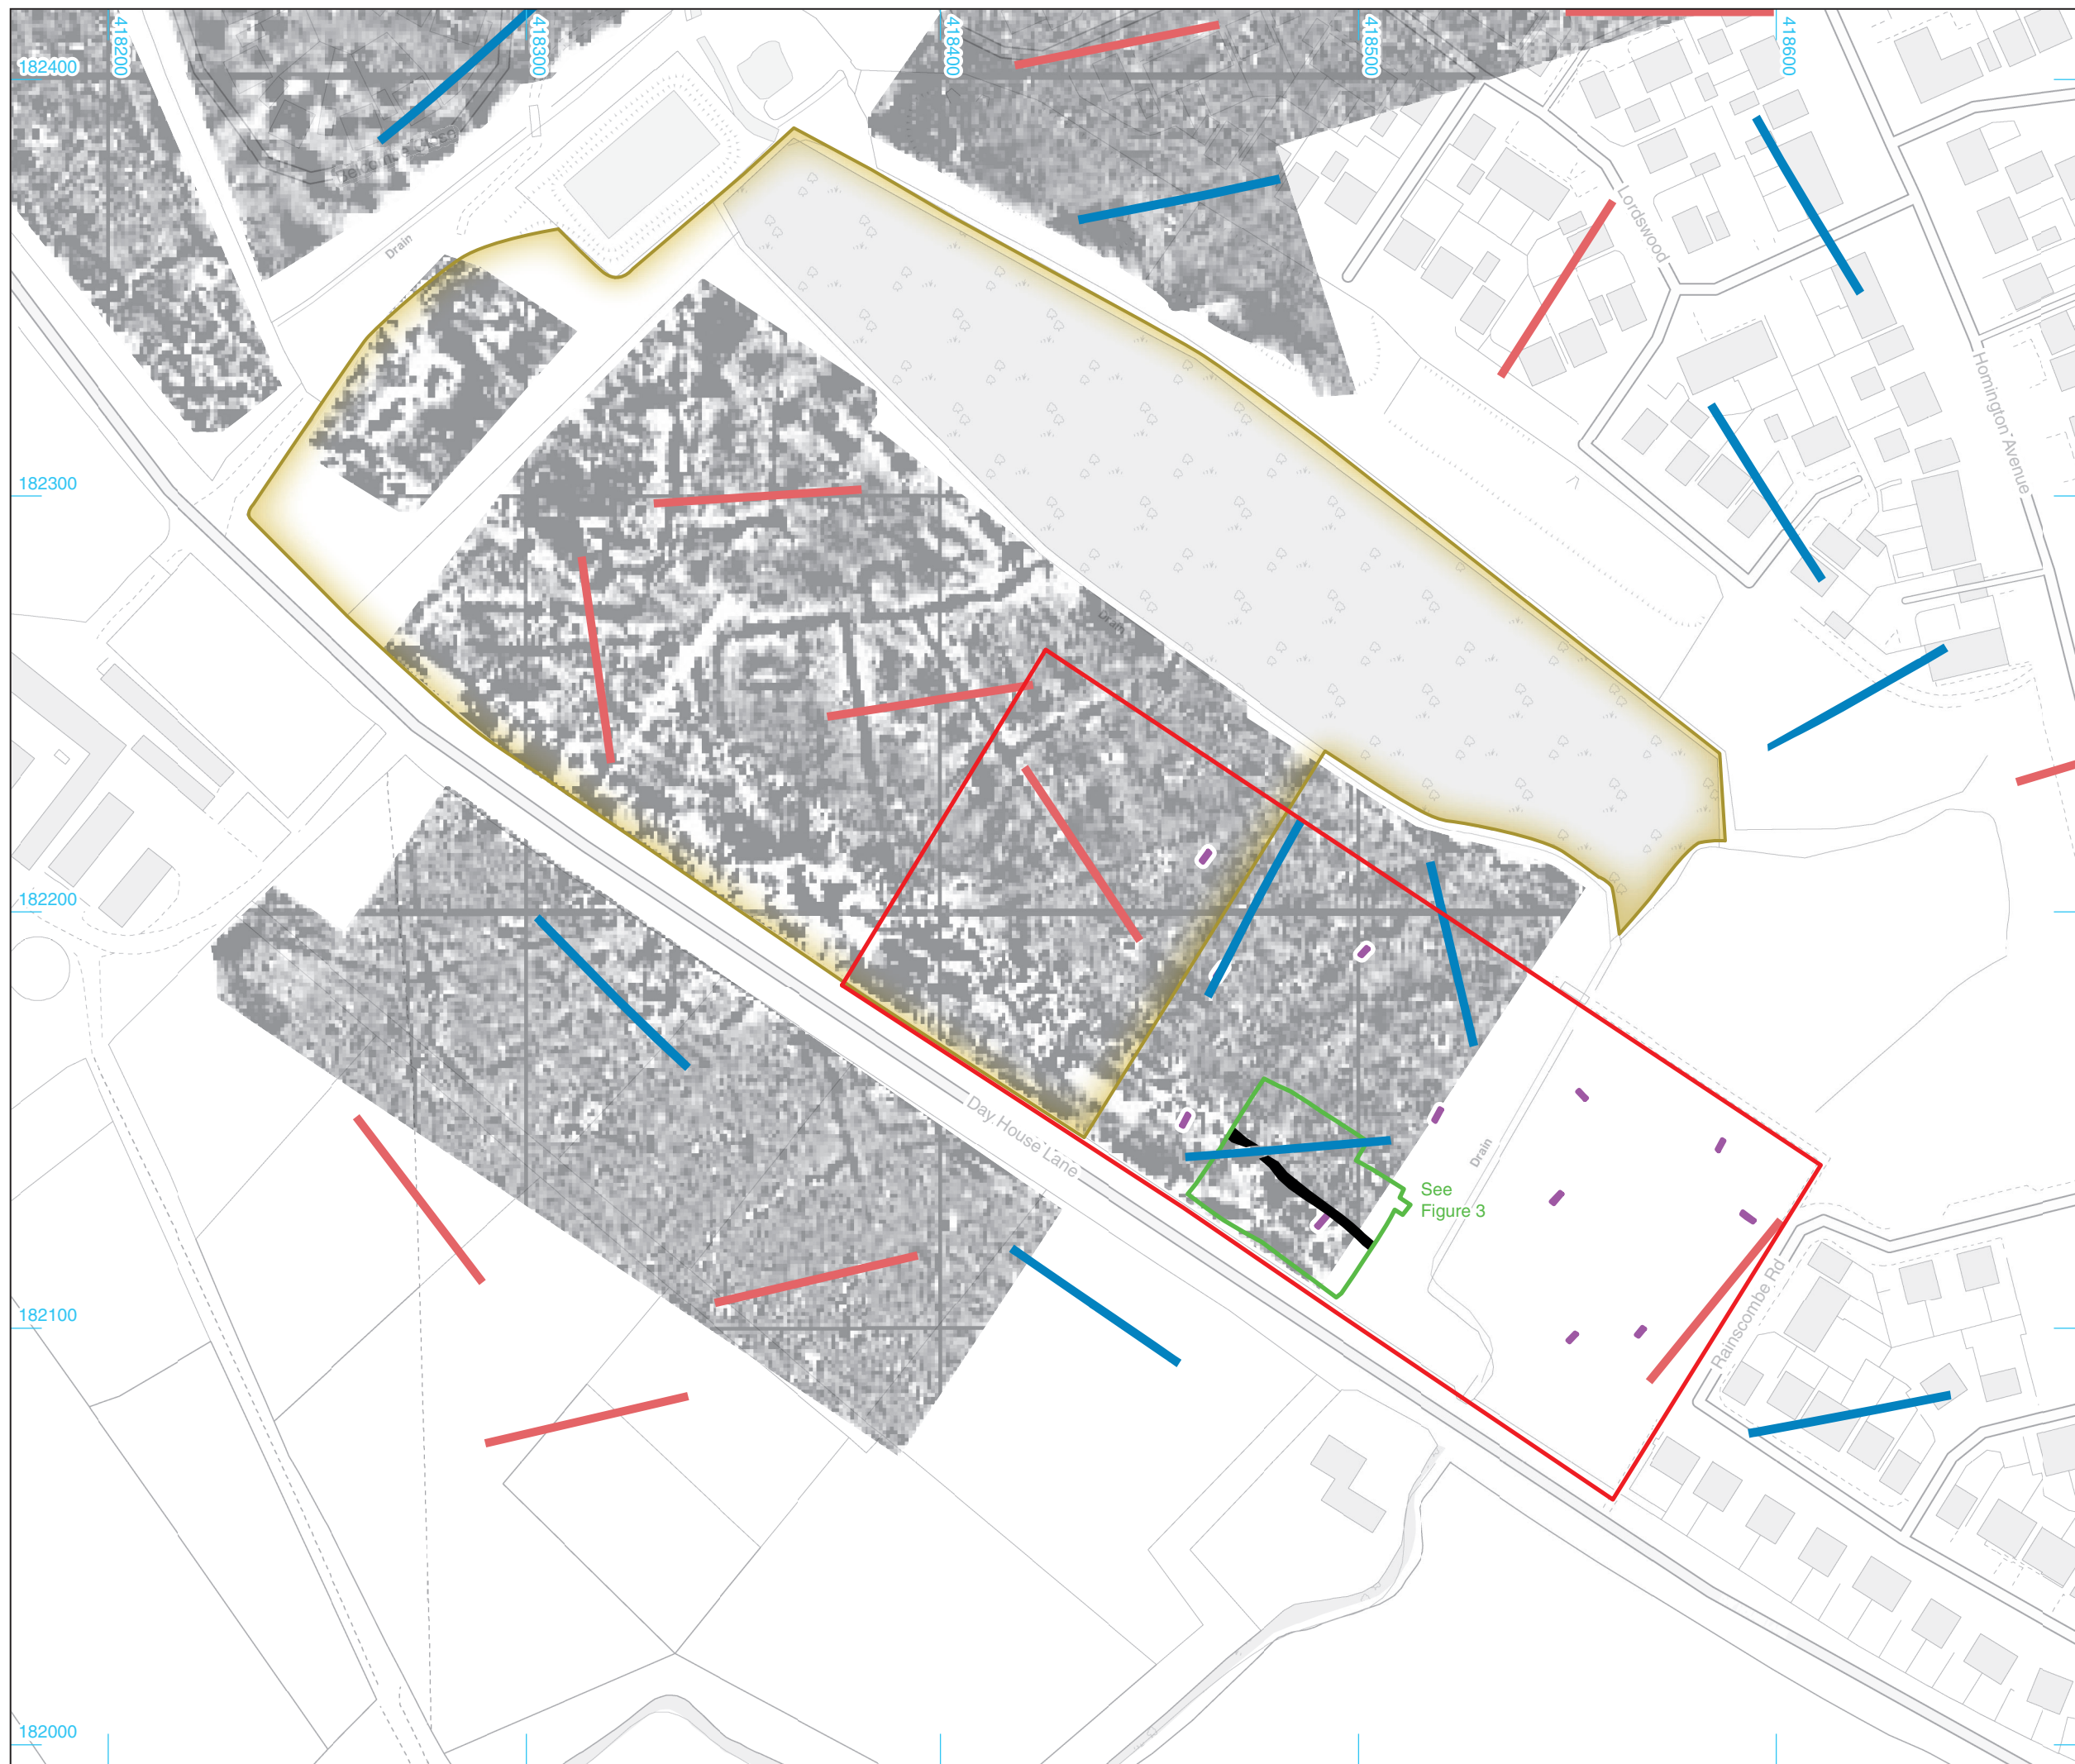 418200
418300
418400
418500
418600
182400
Drain
Lordswood
Homington Avenue
182300
Drain
182200
Day House Lane
Drain
See
Figure 3
182100
Rainscombe Rd
182000